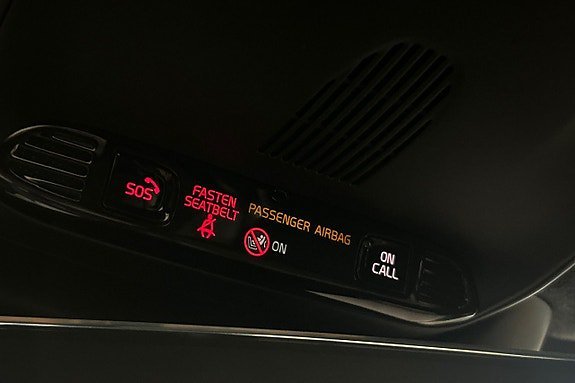 SOS
FASTEN
SEATBELT
PASSENGER AIRBAG
ON
ON
CALL